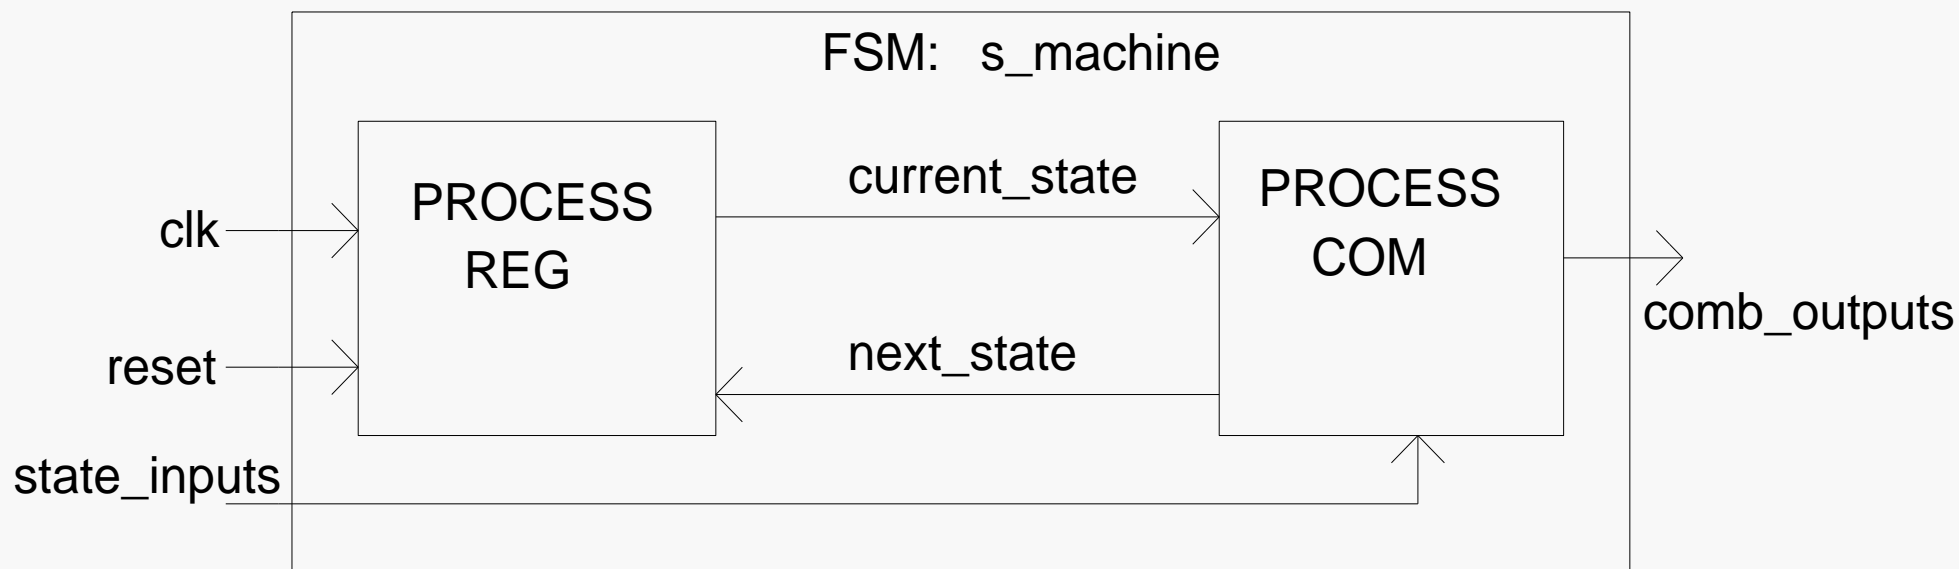 FSM: s_machine
PROCESS
REG
current_state
PROCESS
COM
clk
reset
next_state
comb_outputs
state_inputs